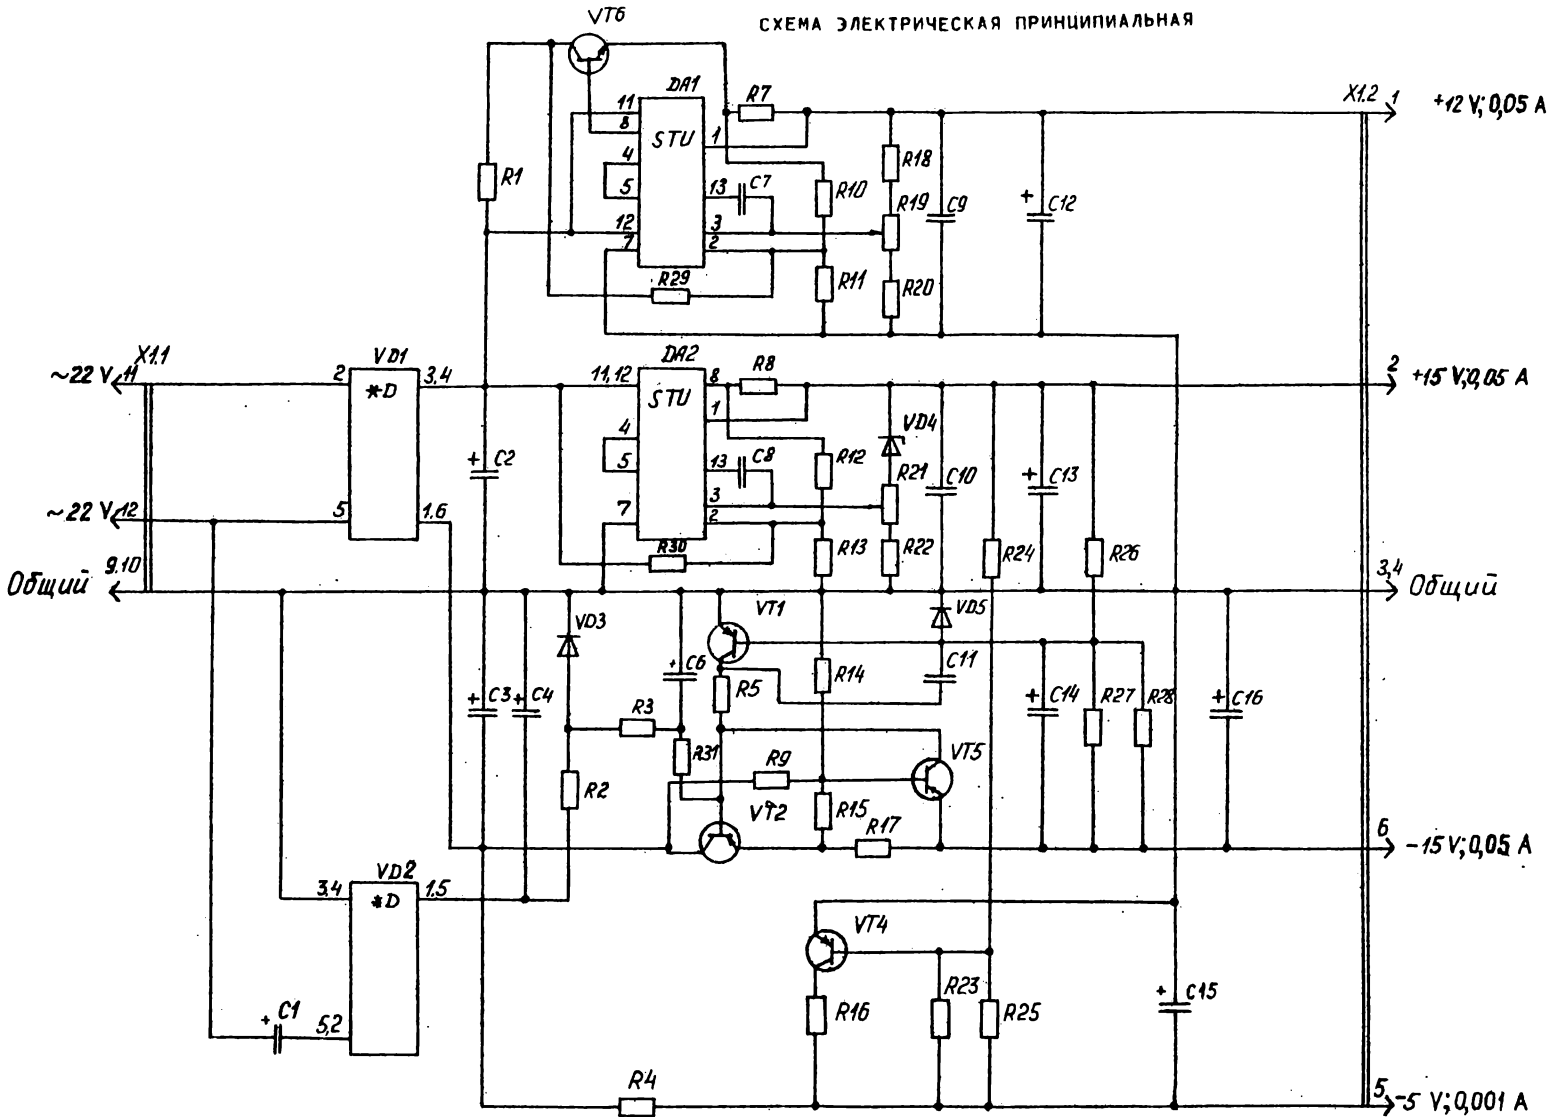 СХЕМА ЭЛЕКТРИЧЕСКАЯ ПРИНЦИПИАЛЬНАЯ
VT6
DA1
R7
X1.2
1
+12 V; 0,05 A
11
8
STU
1
R18
R1
4
13
C7
R10
5
R19
C9
+
C12
12
3
7
2
R29
R11
R20
X1.1
VD1
DA2
R8
2
+15 V; 0,05 A
~22 V
11
2
*D
3,4
11,12
STU
8
1
VD4
4
C8
R12
+
C2
5
13
R21
C10
+
C13
3
~22 V
12
5
1.6
7
2
R30
R13
R22
R24
R26
9.10
Общий
3,4
Общий
VD3
VT1
VD5
C6
+
C11
R14
R5
+
C3
+
C4
R3
+
C14
R27
R28
+
C16
R31
VT5
R9
R2
VT2
R15
R17
6
-15 V; 0,05 A
VD2
3,4
*D
1.5
VT4
R23
+
C15
+
C1
5,2
R16
R25
R4
5
-5 V; 0,001 A